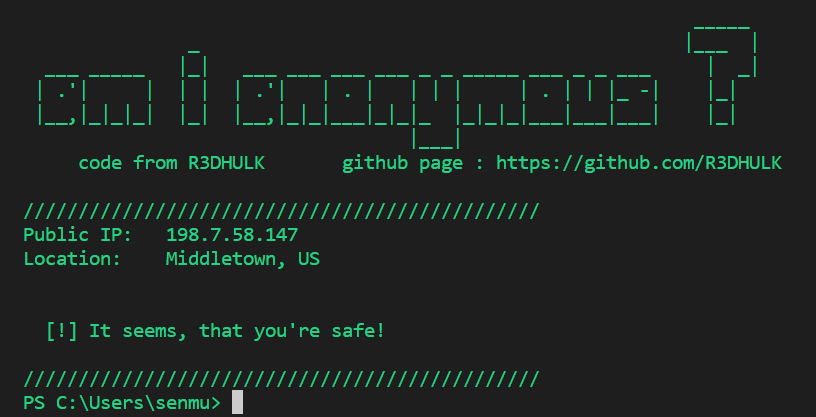 am i anonymous ?
code from R3DHULK github page : https://github.com/R3DHULK
///////////////////////////////////////////////
Public IP: 198.7.58.147
Location: Middletown, US
[!] It seems, that you're safe!
///////////////////////////////////////////////
PS C:\Users\senmu>